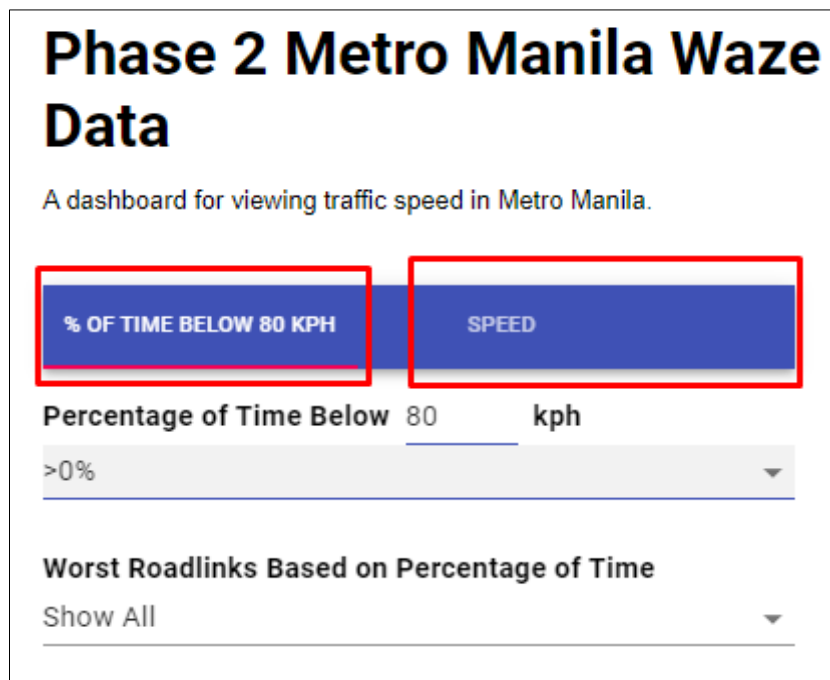 Phase 2 Metro Manila Waze
Data
A dashboard for viewing traffic speed in Metro Manila.
% OF TIME BELOW 80 KPH SPEED
Percentage of Time Below 80 kph
>0%
Worst Roadlinks Based on Percentage of Time
Show All